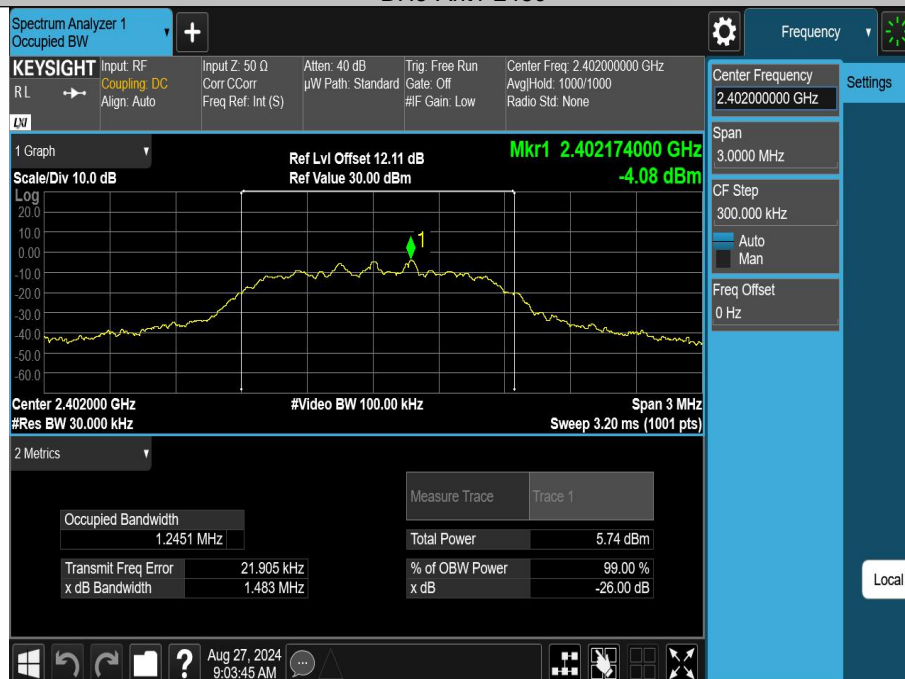 Spectrum Analyzer 1
Occupied BW
+
Frequency
KEYSIGHT
RL
LXI
Input: RF
Coupling: DC
Align: Auto
Input Z: 50 Ω
Corr CCorr
Freq Ref: Int (S)
Atten: 40 dB
µW Path: Standard
Trig: Free Run
Gate: Off
#IF Gain: Low
Center Freq: 2.402000000 GHz
Avg|Hold: 1000/1000
Radio Std: None
Center Frequency
2.402000000 GHz
Settings
Span
3.0000 MHz
CF Step
300.000 kHz
Auto
Man
Freq Offset
0 Hz
1 Graph
Scale/Div 10.0 dB
Ref Lvl Offset 12.11 dB
Ref Value 30.00 dBm
Mkr1 2.402174000 GHz
-4.08 dBm
Log
20.0
10.0
0.00
-10.0
-20.0
-30.0
-40.0
-50.0
-60.0
1
Center 2.402000 GHz
#Video BW 100.00 kHz
Span 3 MHz
#Res BW 30.000 kHz
Sweep 3.20 ms (1001 pts)
2 Metrics
Measure Trace
Trace 1
Occupied Bandwidth
1.2451 MHz
Total Power
5.74 dBm
Transmit Freq Error
21.905 kHz
% of OBW Power
99.00 %
x dB Bandwidth
1.483 MHz
x dB
-26.00 dB
Local
?
Aug 27, 2024
9:03:45 AM